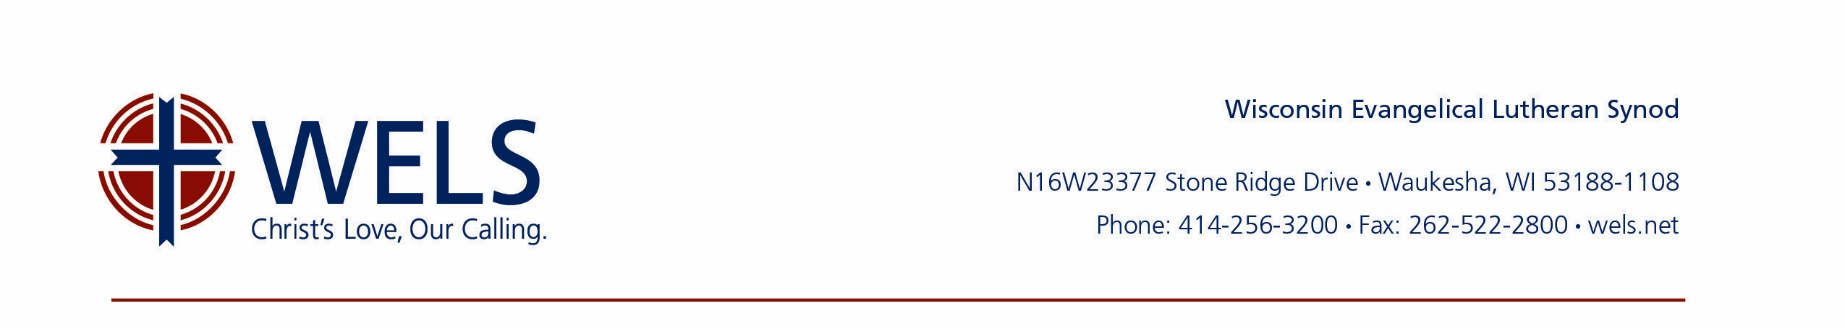 WELS
Christ's Love, Our Calling.
Wisconsin Evangelical Lutheran Synod
N16W23377 Stone Ridge Drive • Waukesha, WI 53188-1108
Phone: 414-256-3200 • Fax: 262-522-2800 • wels.net